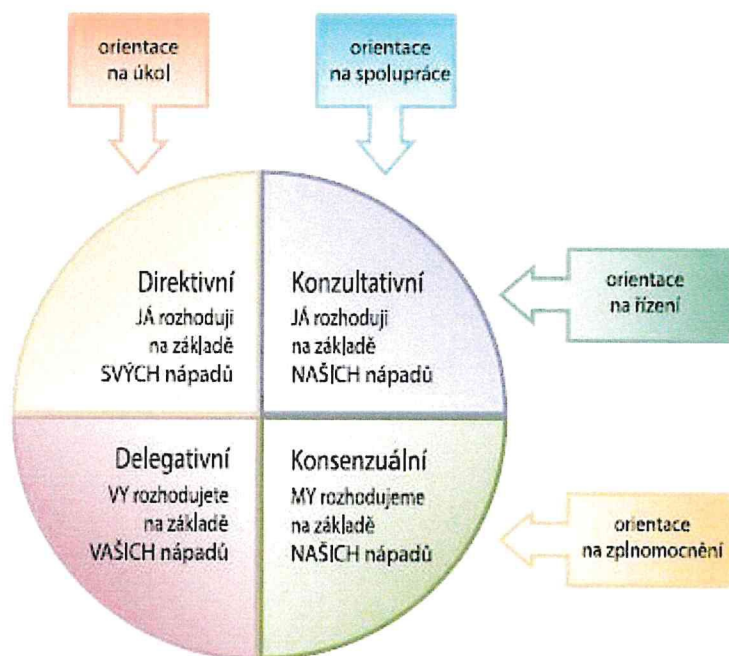 orientace
na úkol
orientace
na spolupráce
Direktivní
JÁ rozhoduji
na základě
SVÝCH nápadů
Konzultativní
JÁ rozhoduji
na základě
NAŠICH nápadů
orientace
na řízení
Delegativní
VY rozhodujete
na základě
VAŠICH nápadů
Konsenzuální
MY rozhodujeme
na základě
NAŠICH nápadů
orientace
na zplnomocnění